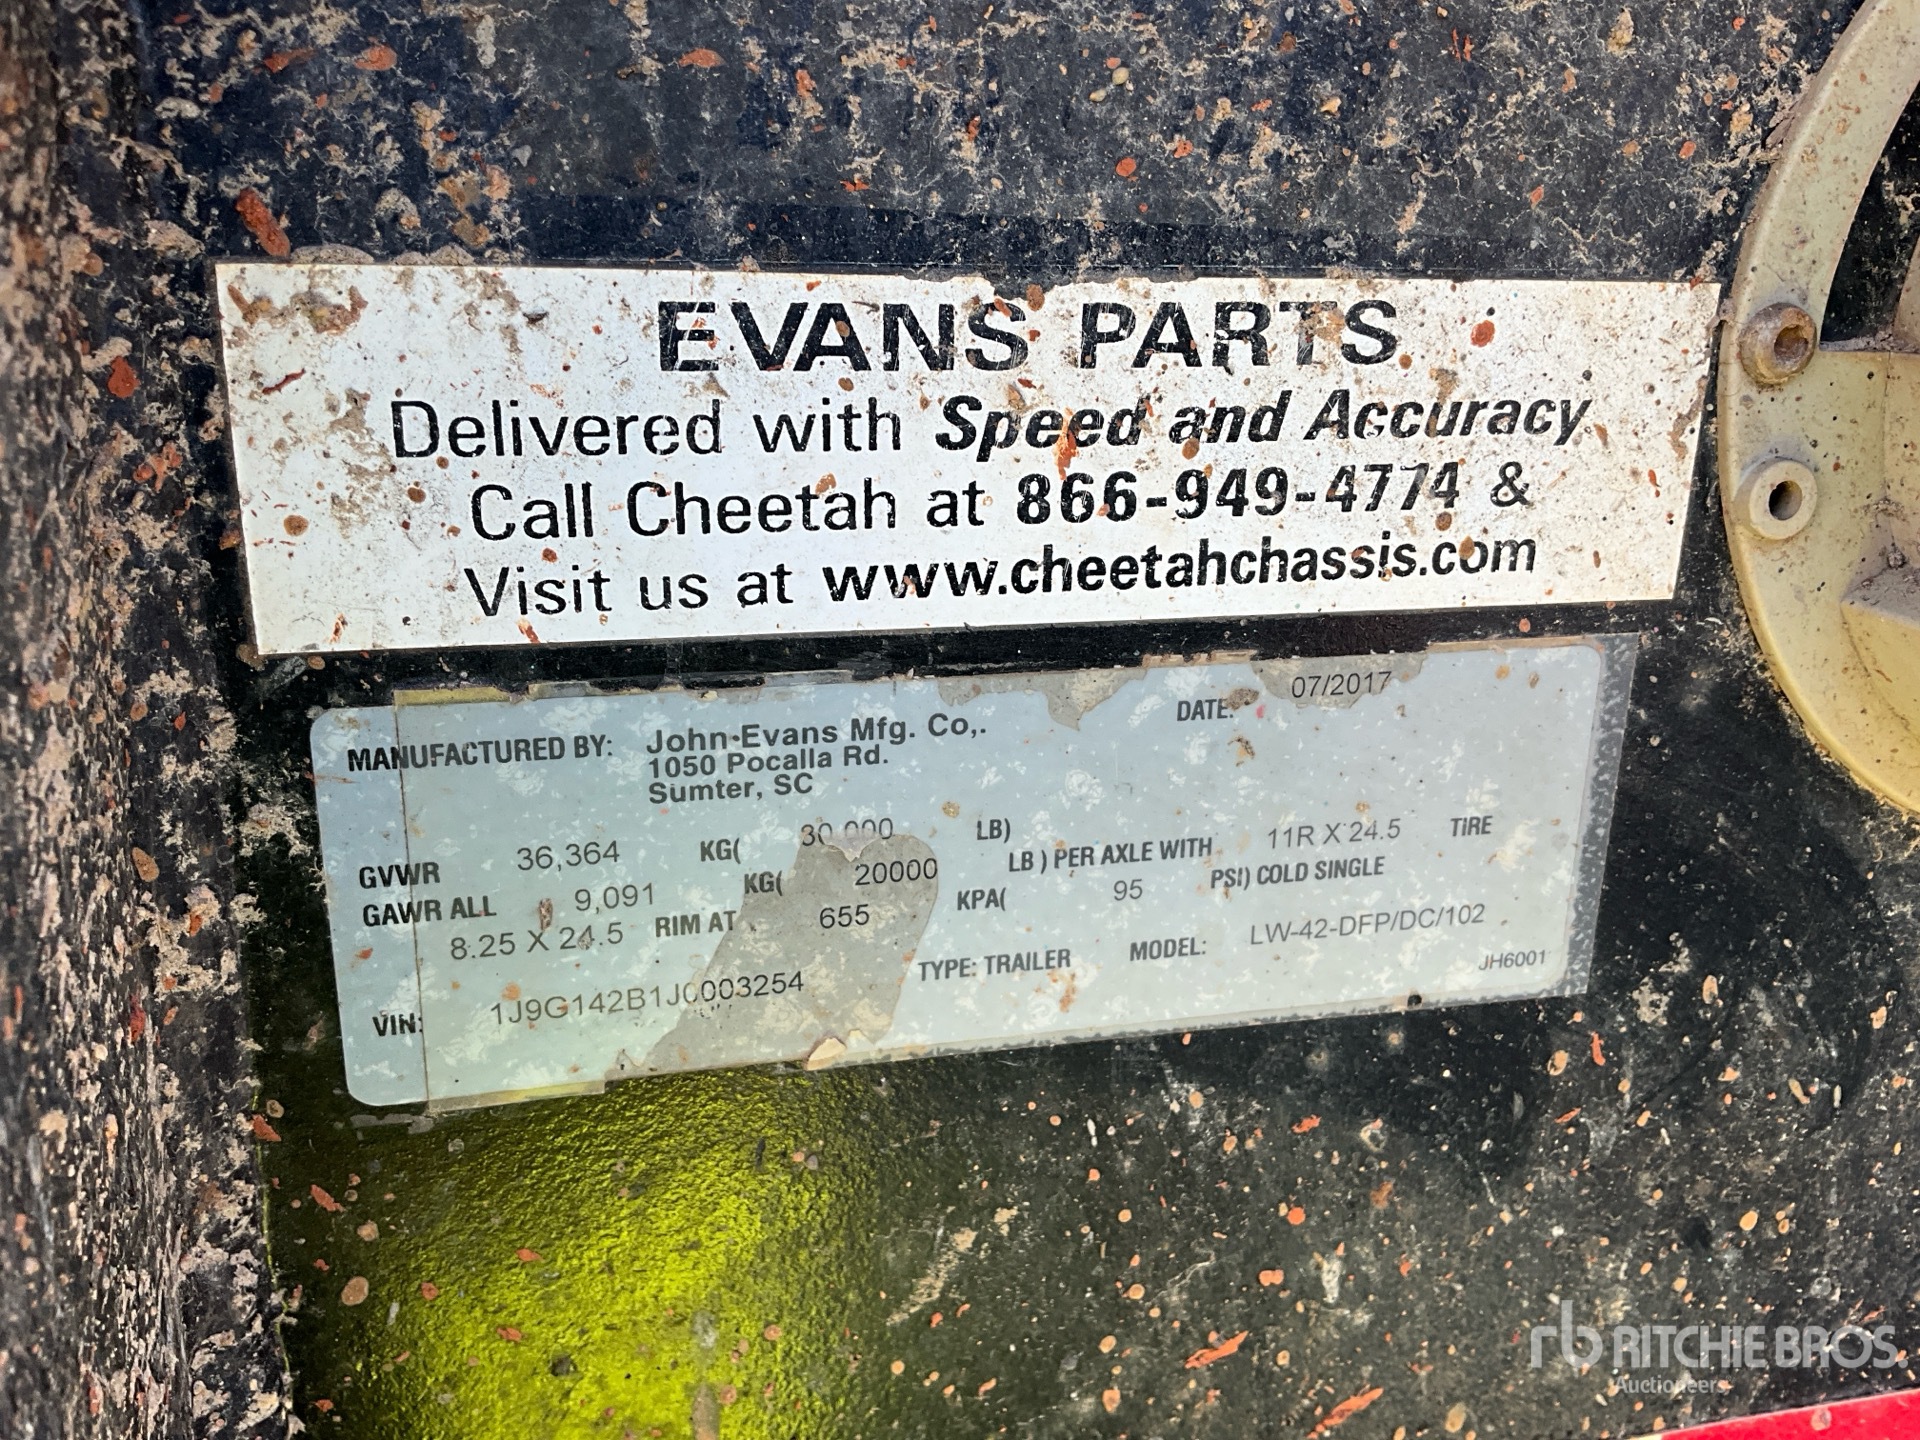 EVANS PARTS
Delivered with Speed and Accuracy
Call Cheetah at 866-949-4774 &
Visit us at www.cheetahchassis.com
MANUFACTURED BY: John-Evans Mfg. Co,. DATE: 07/2017
1050 Pocalla Rd.
Sumter, SC
GVWR 36,364 KG( LB)
GAWR ALL 9,091 KG( 20000 LB ) PER AXLE WITH 11R X 24.5 TIRE
8.25 X 24.5 RIM AT 655 KPA( 95 PSI) COLD SINGLE
VIN: TYPE: TRAILER MODEL: LW-42-DFP/DC/102
JH6001
rb RITCHIE BROS.
Auctioneers